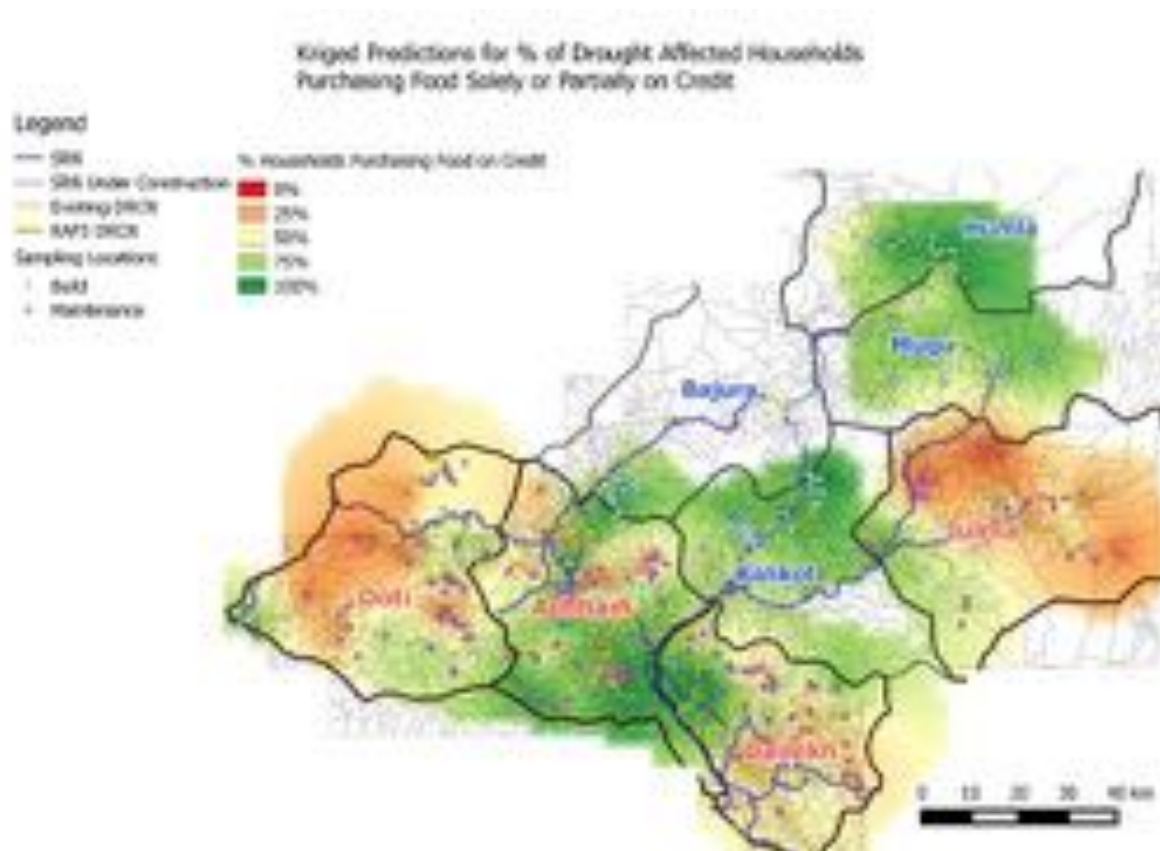 Kriged Predictions for % of Drought Affected Households
Purchasing Food Solely or Partially on Credit
Legend
SRN
SRN Under Construction
Existing DRCN
RAP3 DRCN
Sampling Locations
Build
Maintenance
% Households Purchasing Food on Credit
0%
25%
50%
75%
100%
Humla
Mugu
Bajura
Jumla
Kalikot
Doti
Achham
Dailekh
0 10 20 30 40 km